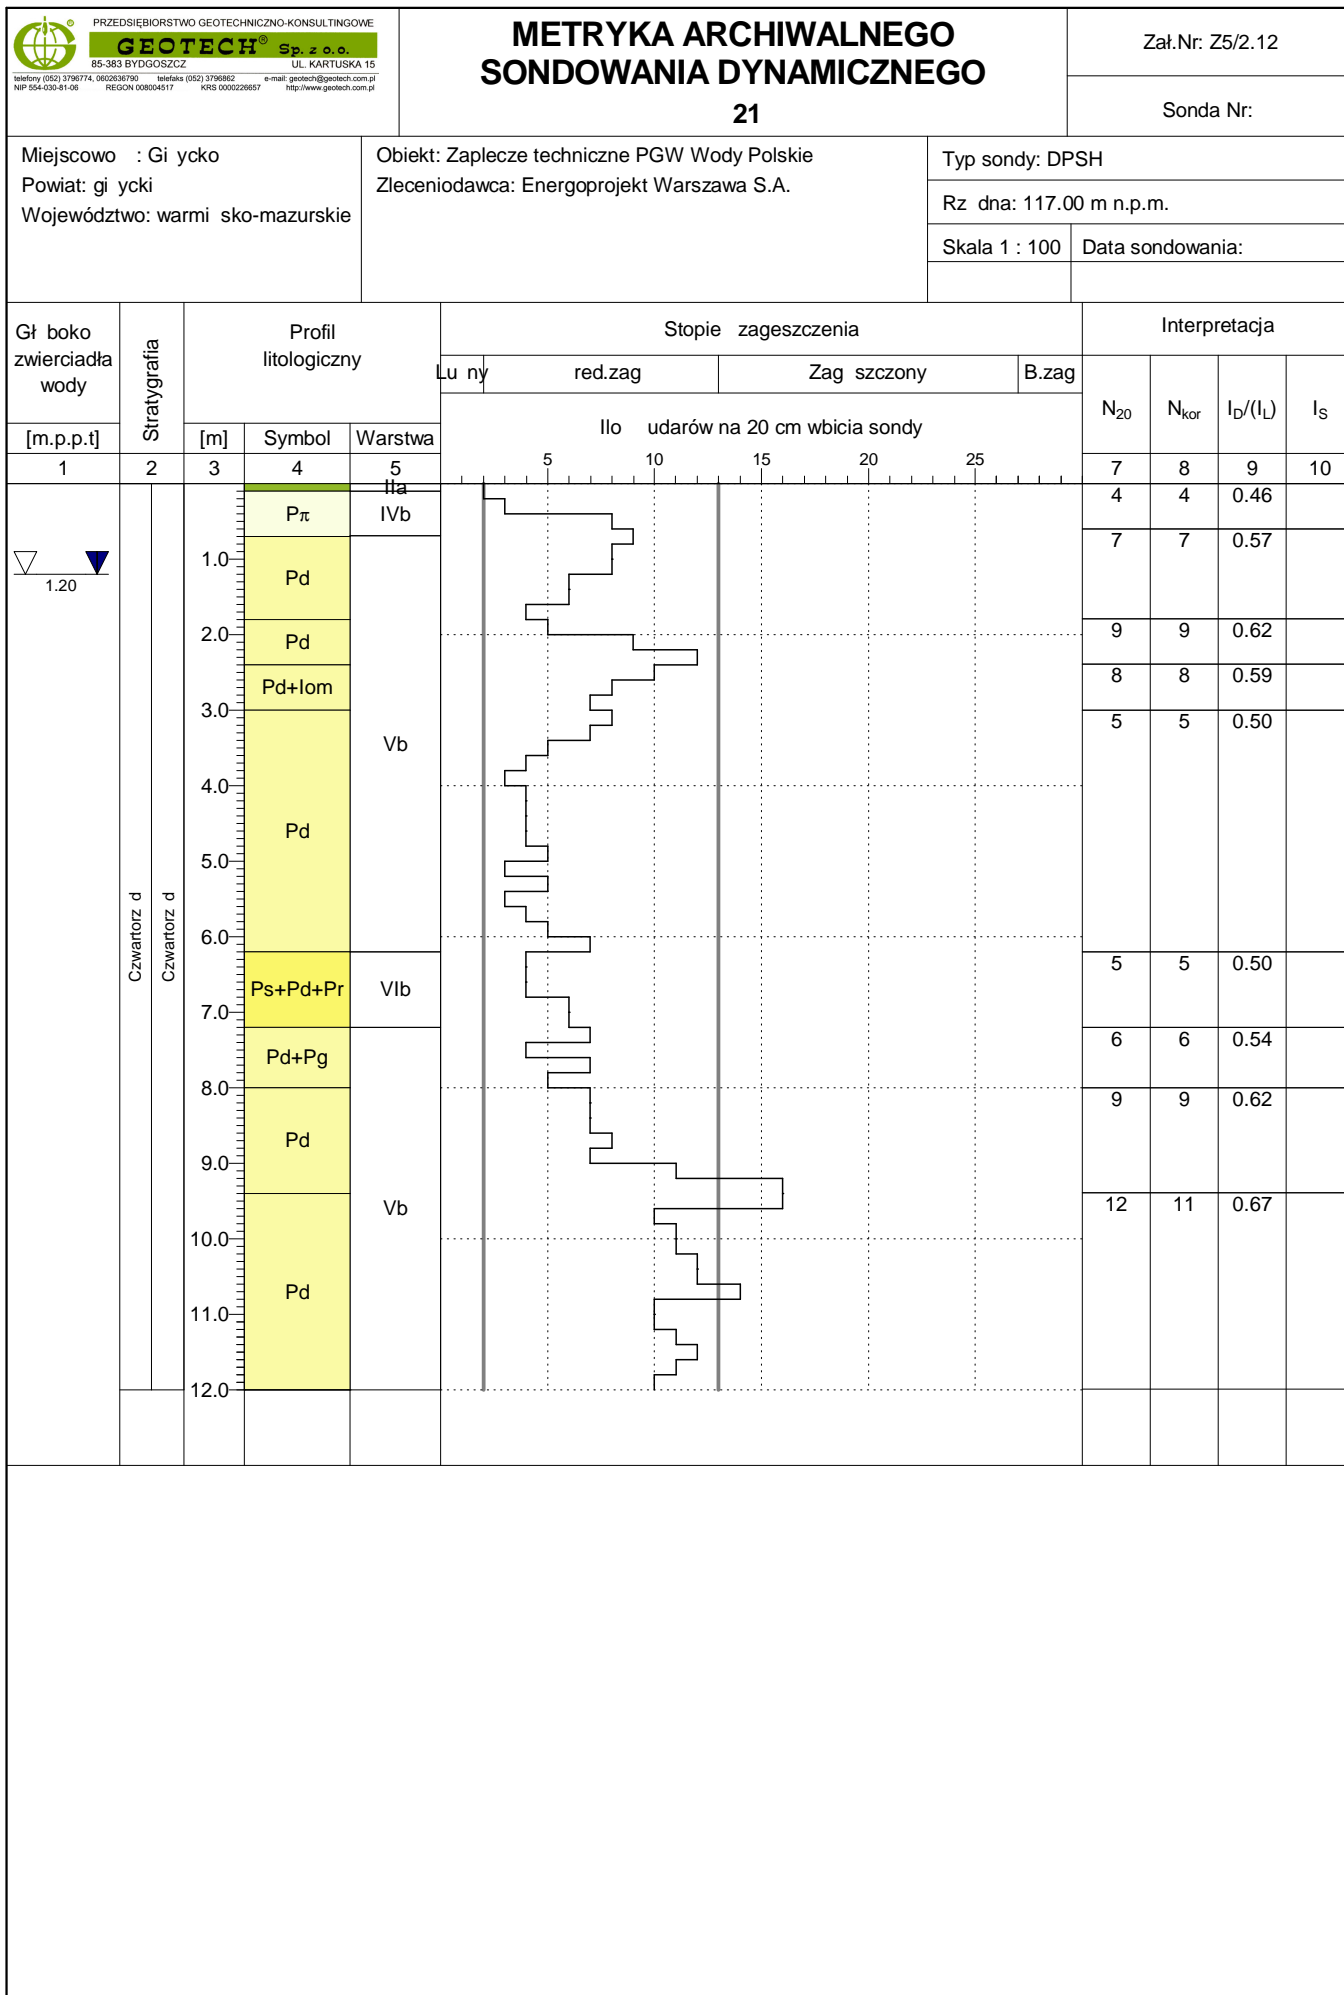 PRZEDSIĘBIORSTWO GEOTECHNICZNO-KONSULTINGOWE
GEOTECH® Sp. z o.o.
85-383 BYDGOSZCZ UL. KARTUSKA 15
telefony (052) 3796774, 0602636790 telefaks (052) 3796862 e-mail: geotech@geotech.com.pl
NIP 554-030-81-06 REGON 008004517 KRS 0000226657 http://www.geotech.com.pl
METRYKA ARCHIWALNEGO
SONDOWANIA DYNAMICZNEGO
21
Zał.Nr: Z5/2.12
Sonda Nr:
Miejscowo : Gi ycko
Powiat: gi ycki
Województwo: warmi sko-mazurskie
Obiekt: Zaplecze techniczne PGW Wody Polskie
Zleceniodawca: Energoprojekt Warszawa S.A.
Typ sondy: DPSH
Rz dna: 117.00 m n.p.m.
Skala 1 : 100 Data sondowania:
Gł boko
zwierciadła
wody
[m.p.p.t]
Stratygrafia
Profil
litologiczny
[m] Symbol Warstwa
Stopie zageszczenia
Lu ny red.zag Zag szczony B.zag
Ilo udarów na 20 cm wbicia sondy
5 10 15 20 25
Interpretacja
N20 Nkor ID/(IL) IS
1 2 3 4 5 7 8 9 10
IIa
Pπ IVb 4 4 0.46
1.0 Pd 7 7 0.57
1.20
2.0 Pd 9 9 0.62
Pd+Iom 8 8 0.59
3.0 5 5 0.50
Vb
4.0
Pd
5.0
Czwartorz d
Czwartorz d
6.0
Ps+Pd+Pr VIb 5 5 0.50
7.0
Pd+Pg 6 6 0.54
8.0
Pd 9 9 0.62
9.0
Vb 12 11 0.67
10.0
Pd
11.0
12.0